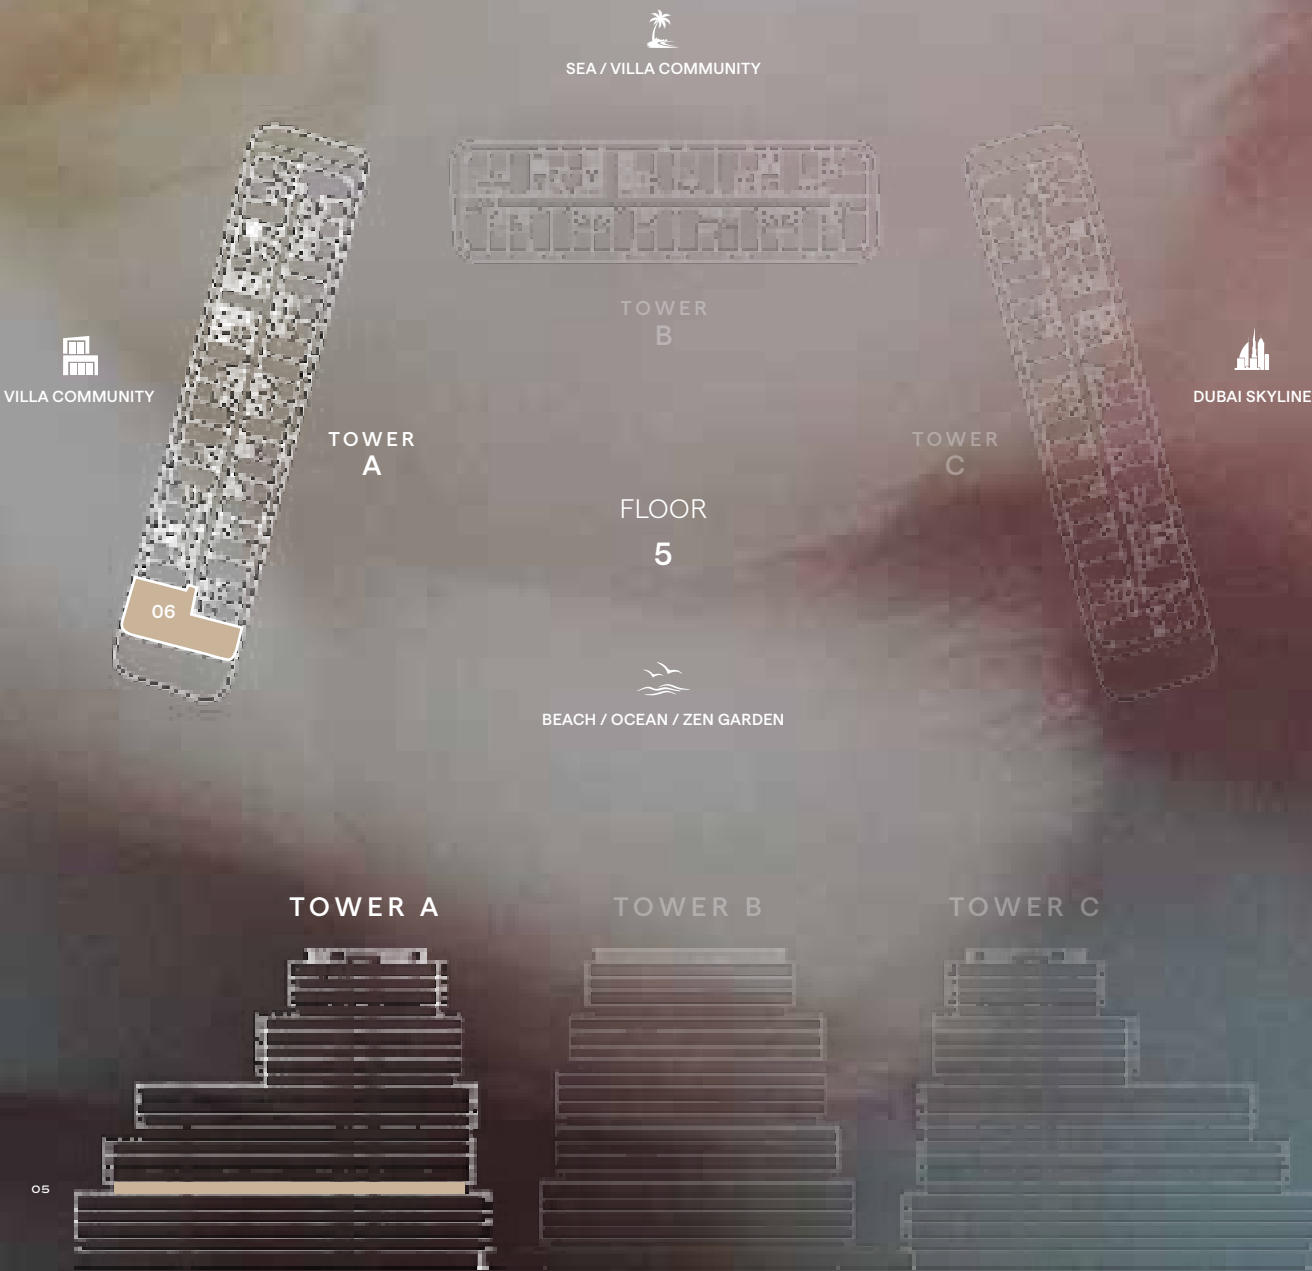 SEA / VILLA COMMUNITY
TOWER
B
VILLA COMMUNITY
DUBAI SKYLINE
TOWER
A
TOWER
C
FLOOR
5
06
BEACH / OCEAN / ZEN GARDEN
TOWER A
TOWER B
TOWER C
05